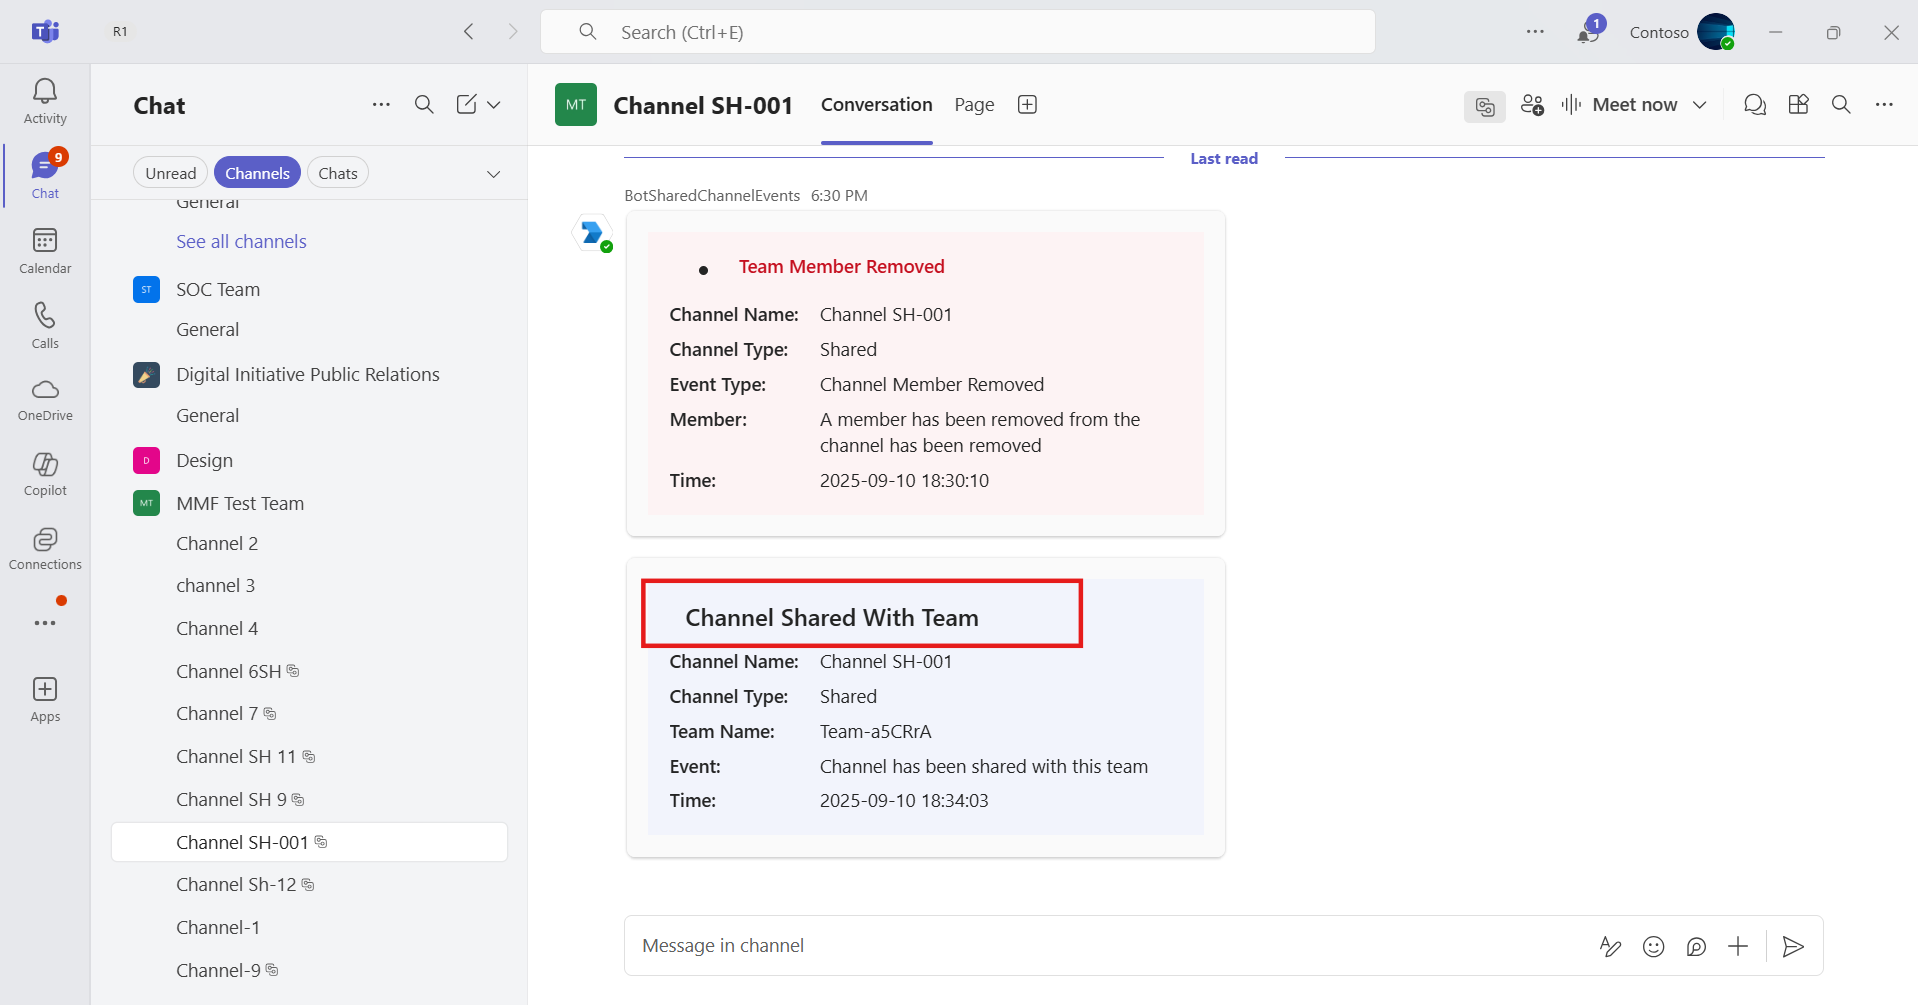 R1
Search (Ctrl+E)
1
Contoso
Activity
9
Chat
Calendar
Calls
OneDrive
Copilot
Connections
Apps
Chat
Unread
Channels
Chats
General
See all channels
ST
SOC Team
General
Digital Initiative Public Relations
General
D
Design
MT
MMF Test Team
Channel 2
channel 3
Channel 4
Channel 6SH
Channel 7
Channel SH 11
Channel SH 9
Channel SH-001
Channel Sh-12
Channel-1
Channel-9
MT
Channel SH-001
Conversation
Page
Meet now
Last read
BotSharedChannelEvents 6:30 PM
Team Member Removed
Channel Name: Channel SH-001
Channel Type: Shared
Event Type: Channel Member Removed
Member: A member has been removed from the
channel has been removed
Time: 2025-09-10 18:30:10
Channel Shared With Team
Channel Name: Channel SH-001
Channel Type: Shared
Team Name: Team-a5CRrA
Event: Channel has been shared with this team
Time: 2025-09-10 18:34:03
Message in channel